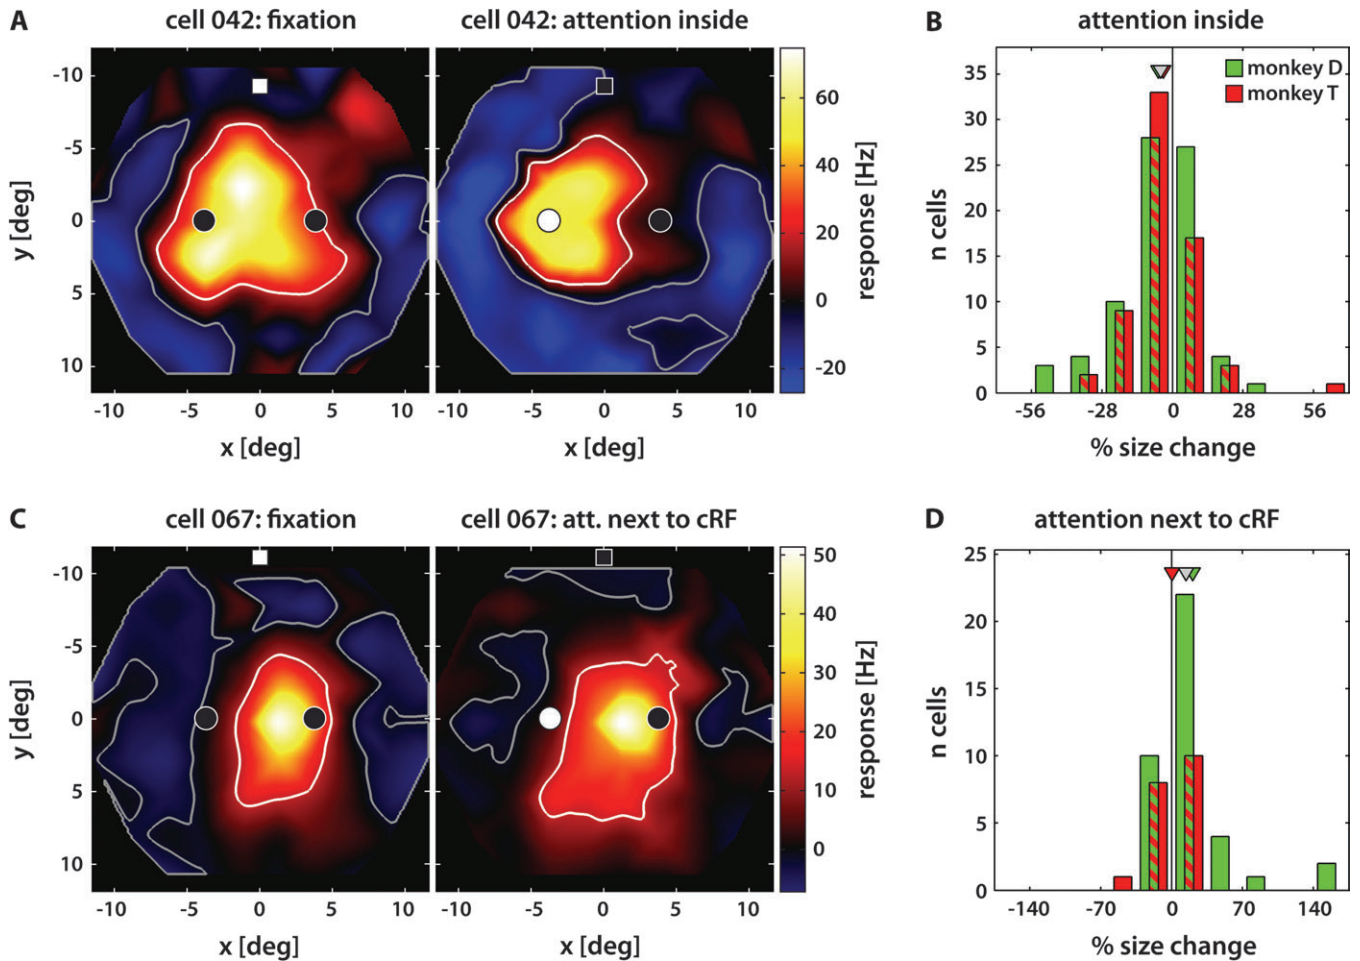 A
cell 042: fixation
cell 042: attention inside
-10
-5
0
5
10
y [deg]
-10 -5 0 5 10
x [deg]
-10 -5 0 5 10
x [deg]
60
40
20
0
-20
response [Hz]
B
attention inside
monkey D
monkey T
35
30
25
20
15
10
5
0
n cells
-56 -28 0 28 56
% size change
C
cell 067: fixation
cell 067: att. next to cRF
-10
-5
0
5
10
y [deg]
-10 -5 0 5 10
x [deg]
-10 -5 0 5 10
x [deg]
50
40
30
20
10
0
response [Hz]
D
attention next to cRF
25
20
15
10
5
0
n cells
-140 -70 0 70 140
% size change